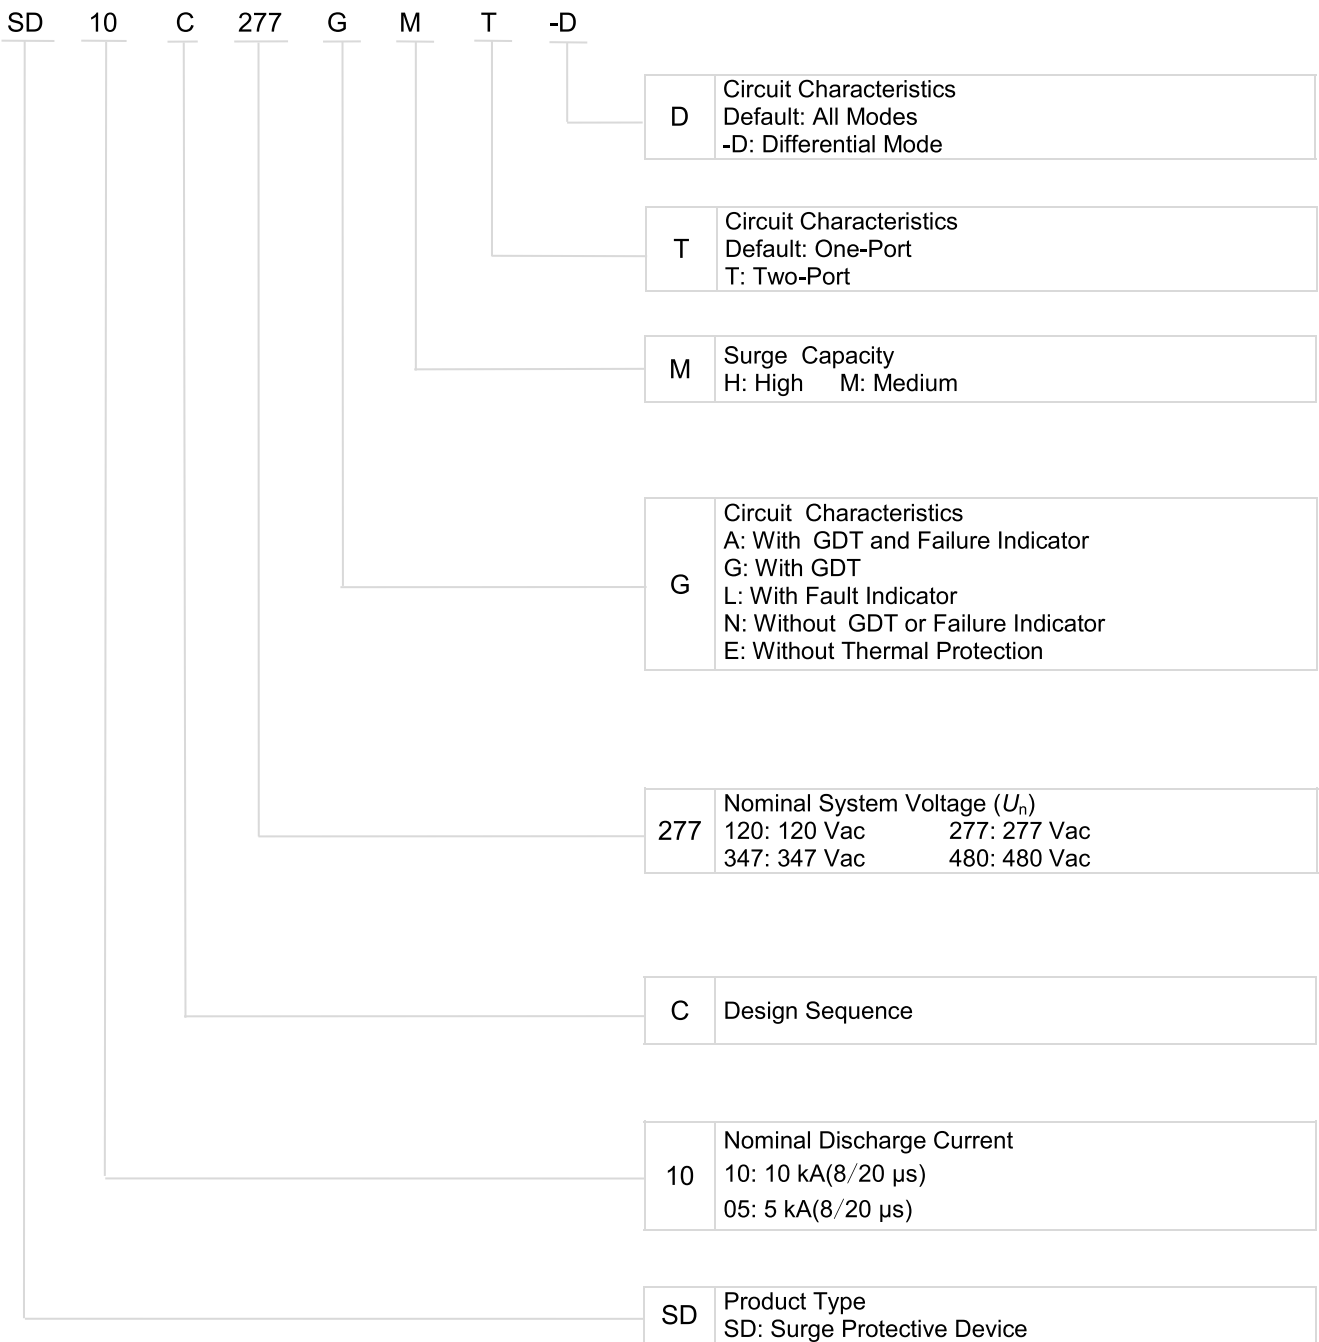 SD 10 C 277 G M T -D
D
Circuit Characteristics
Default: All Modes
-D: Differential Mode
T
Circuit Characteristics
Default: One-Port
T: Two-Port
M
Surge Capacity
H: High M: Medium
G
Circuit Characteristics
A: With GDT and Failure Indicator
G: With GDT
L: With Fault Indicator
N: Without GDT or Failure Indicator
E: Without Thermal Protection
277
Nominal System Voltage (Un)
120: 120 Vac 277: 277 Vac
347: 347 Vac 480: 480 Vac
C
Design Sequence
10
Nominal Discharge Current
10: 10 kA(8/20 μs)
05: 5 kA(8/20 μs)
SD
Product Type
SD: Surge Protective Device